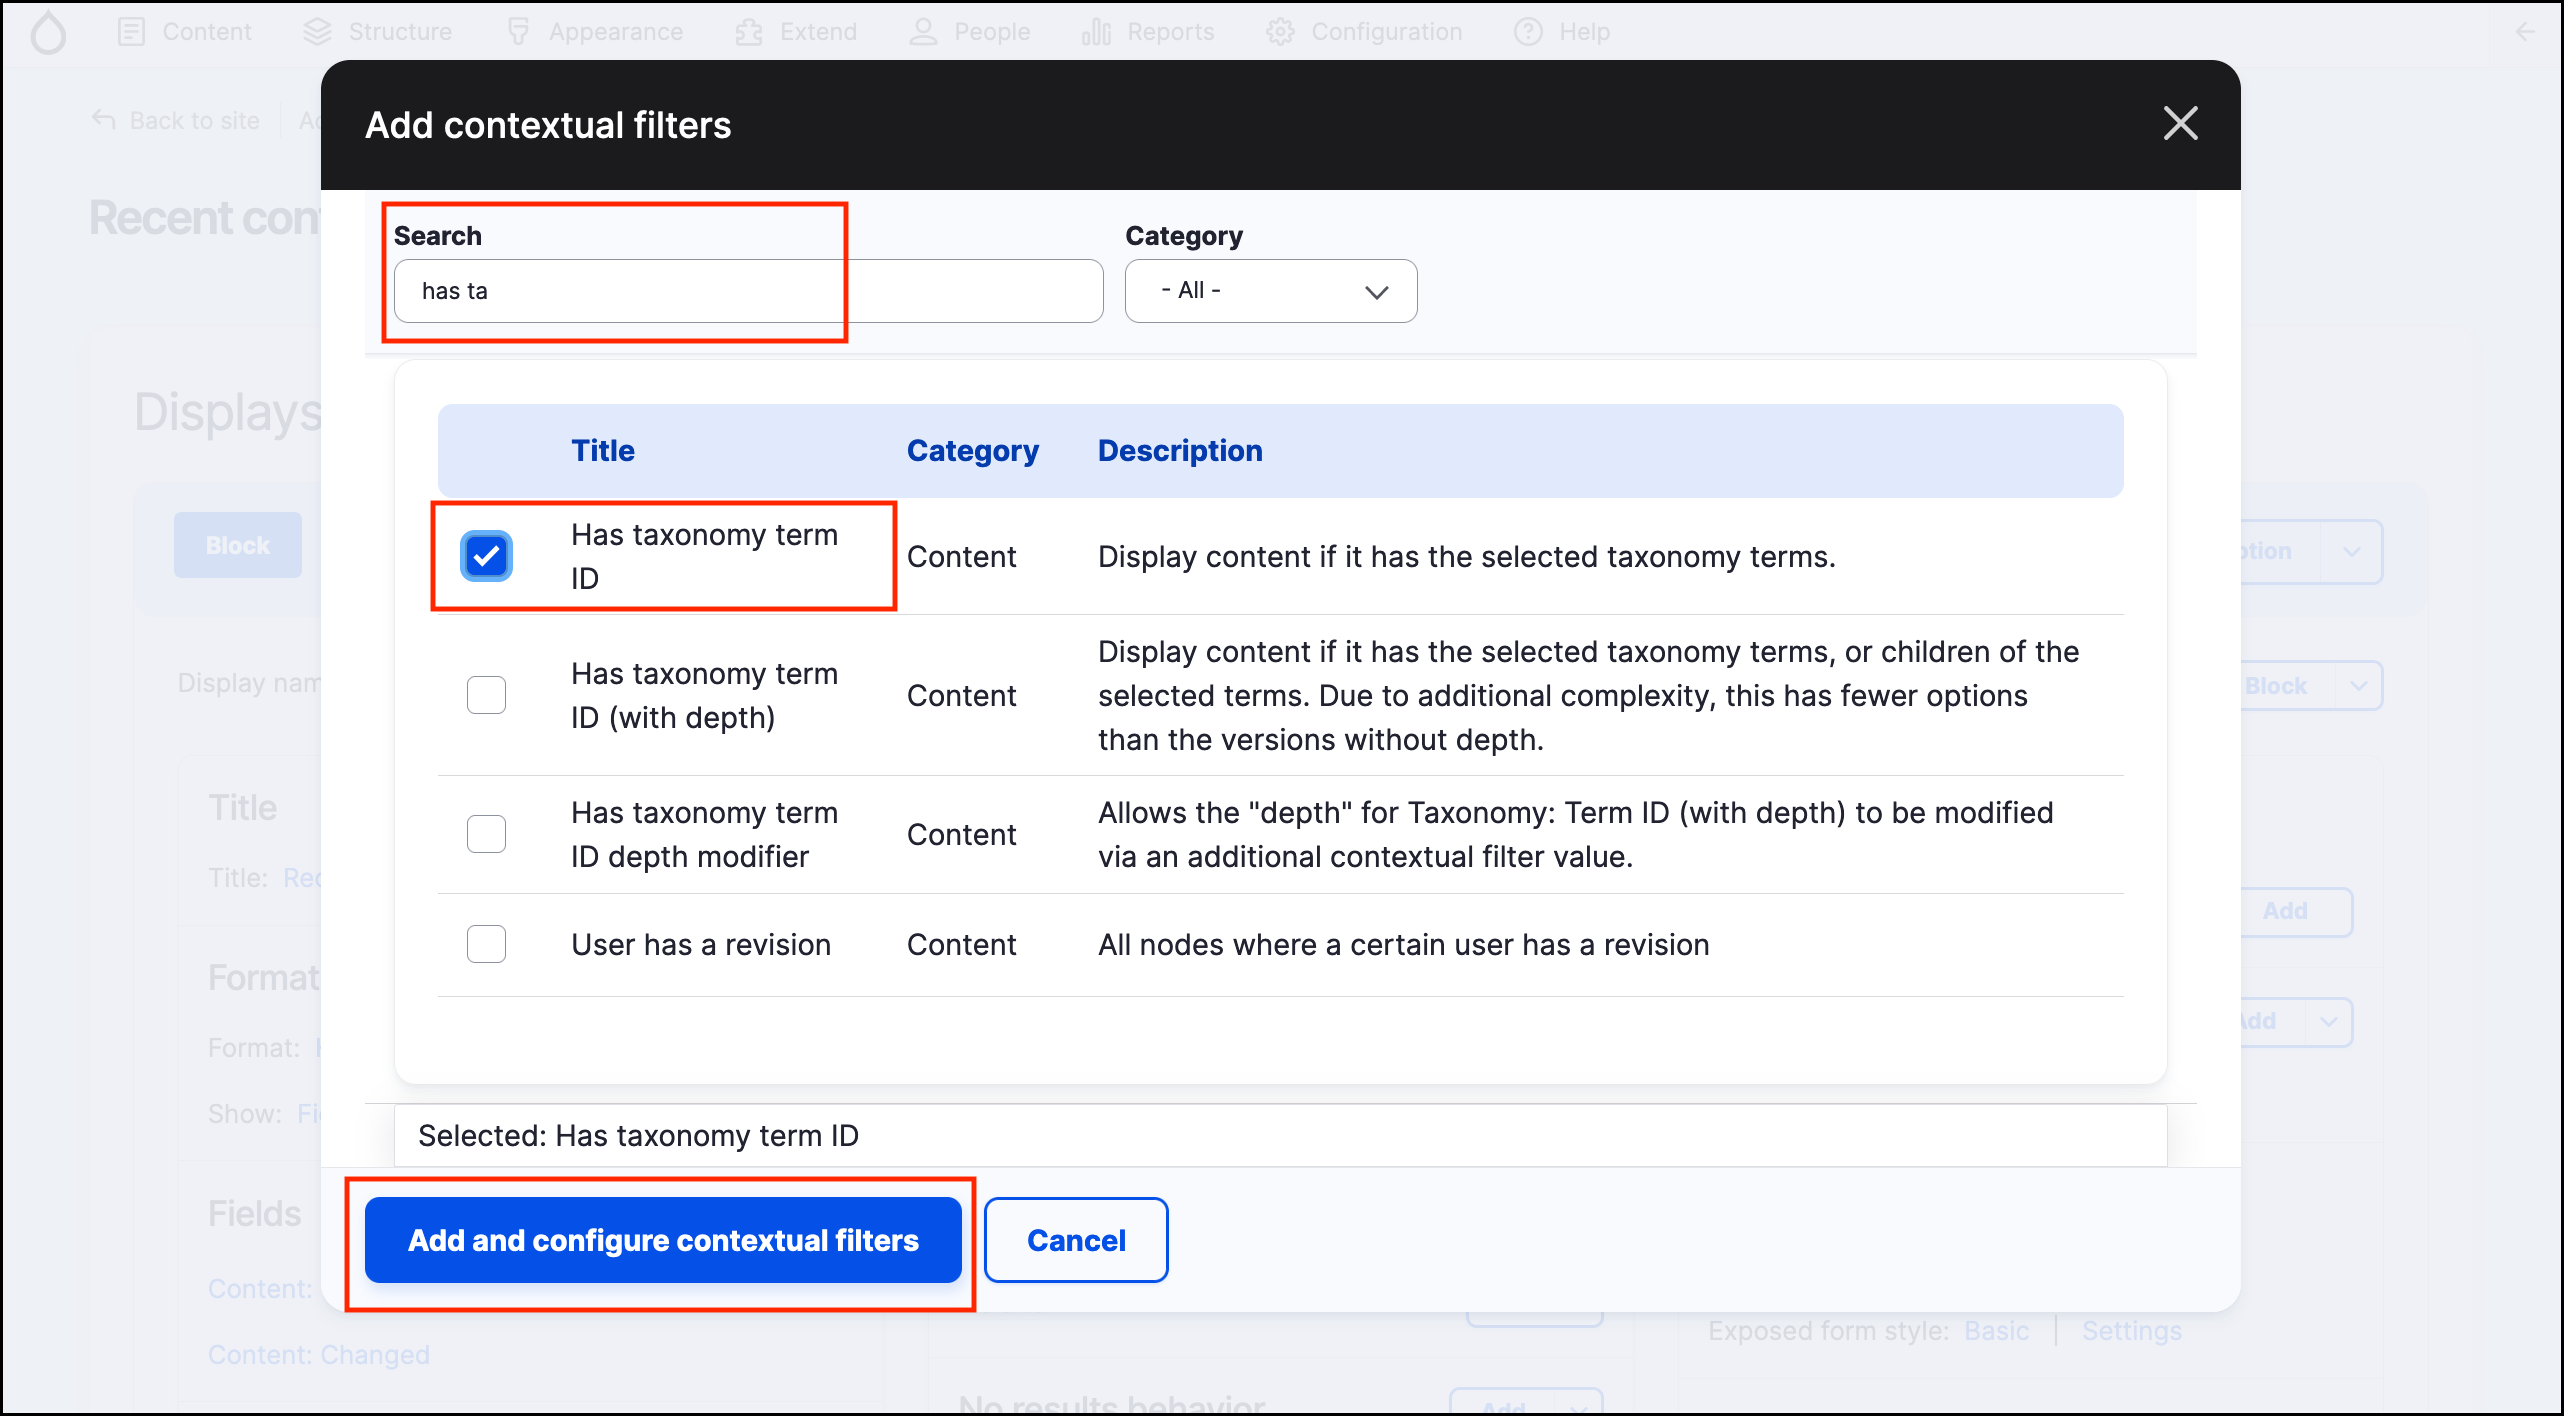 Content Structure Appearance Extend People Reports Configuration Help
Back to site
Add contextual filters
Recent con
Search
Category
has ta
- All -
Displays
Title Category Description
Block
Has taxonomy term
ID
Content
Display content if it has the selected taxonomy terms.
Display nam
Has taxonomy term
ID (with depth)
Content
Display content if it has the selected taxonomy terms, or children of the
selected terms. Due to additional complexity, this has fewer options
than the versions without depth.
Block
Title
Title: Rec
Has taxonomy term
ID depth modifier
Content
Allows the "depth" for Taxonomy: Term ID (with depth) to be modified
via an additional contextual filter value.
Add
User has a revision
Content
All nodes where a certain user has a revision
Format
Format:
Add
Show: Fi
Selected: Has taxonomy term ID
Fields
Add and configure contextual filters
Cancel
Content:
Content: Changed
Exposed form style: Basic | Settings
No results behavior
Add